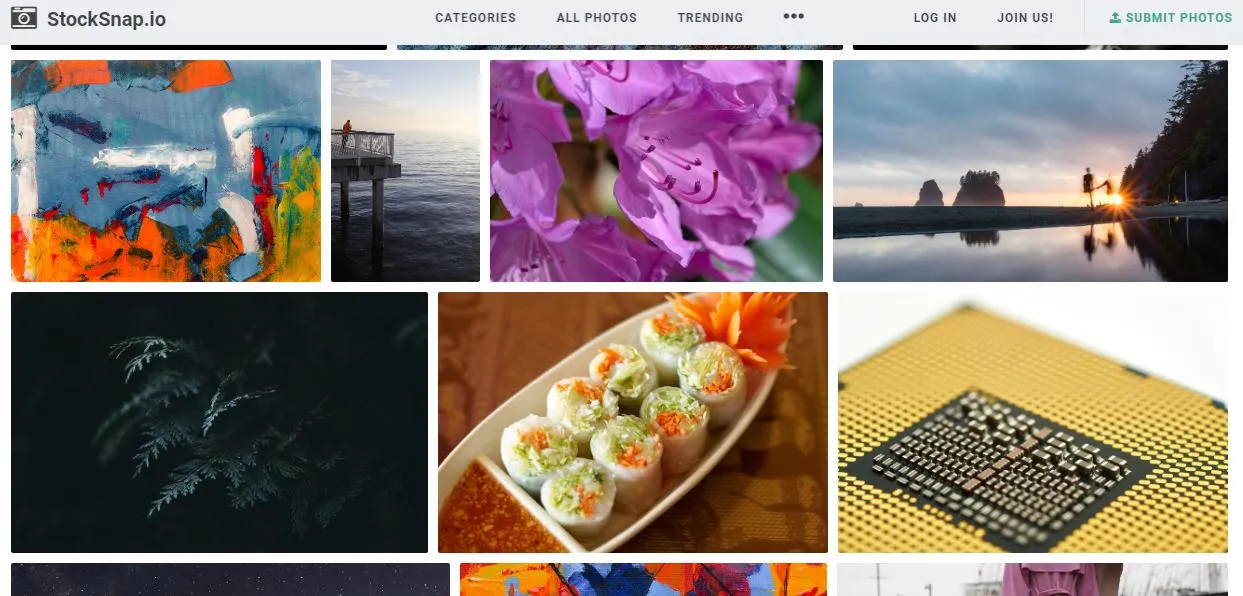 StockSnap.io
CATEGORIES
ALL PHOTOS
TRENDING
•••
LOG IN
JOIN US!
SUBMIT PHOTOS